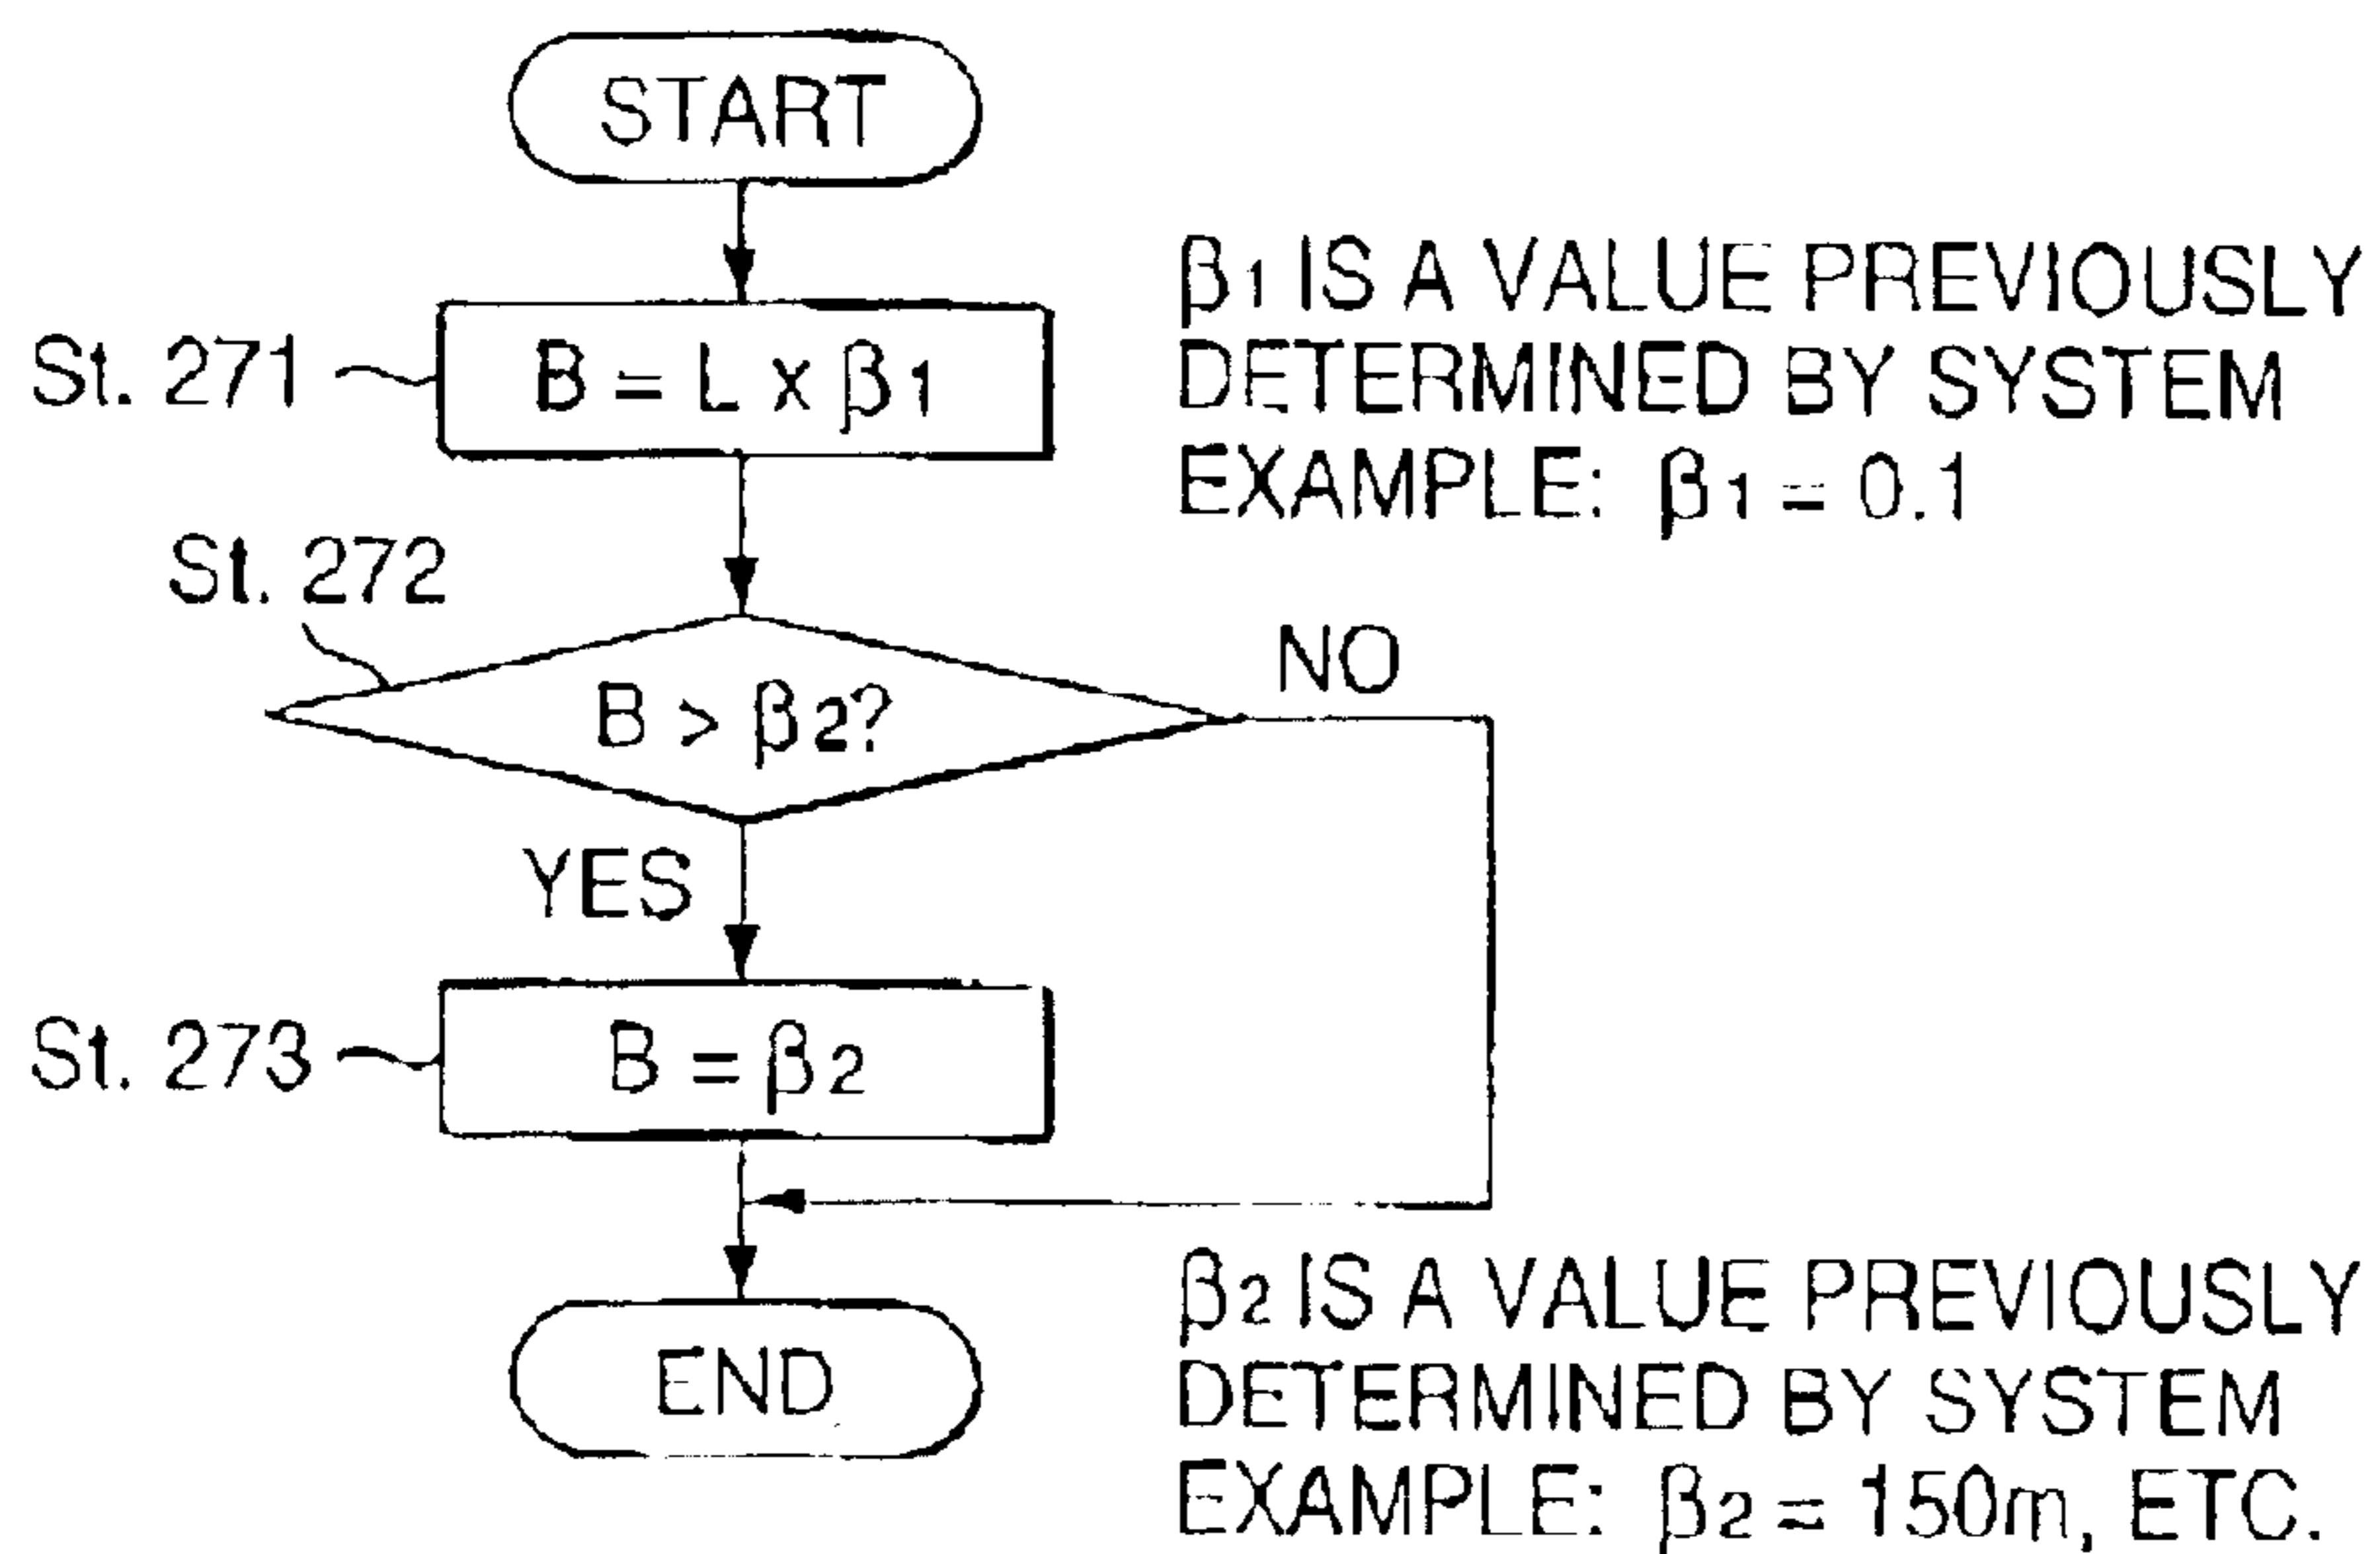 START
St. 271
B = L x β1
β1 IS A VALUE PREVIOUSLY
DETERMINED BY SYSTEM
EXAMPLE: β1 = 0.1
St. 272
B > β2?
NO
YES
St. 273
B = β2
END
β2 IS A VALUE PREVIOUSLY
DETERMINED BY SYSTEM
EXAMPLE: β2 = 150m, ETC.